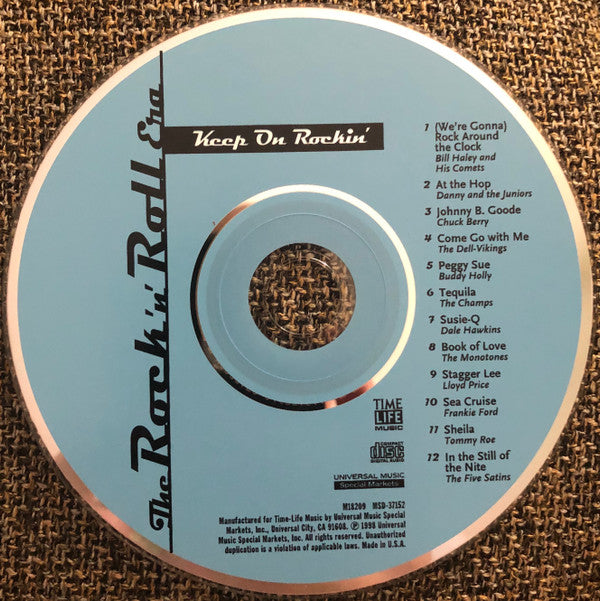 The Rock 'n' Roll Era
Keep On Rockin'
1 (We're Gonna)
Rock Around
the Clock
Bill Haley and
His Comets
2 At the Hop
Danny and the Juniors
3 Johnny B. Goode
Chuck Berry
4 Come Go with Me
The Dell-Vikings
5 Peggy Sue
Buddy Holly
6 Tequila
The Champs
7 Susie-Q
Dale Hawkins
8 Book of Love
The Monotones
9 Stagger Lee
Lloyd Price
10 Sea Cruise
Frankie Ford
11 Sheila
Tommy Roe
12 In the Still of
the Nite
The Five Satins
TIME
LIFE
MUSIC
COMPACT
disc
DIGITAL AUDIO
UNIVERSAL MUSIC
Special Markets
M18209 MSD-37152
Manufactured for Time-Life Music by Universal Music Special
Markets, Inc., Universal City, CA 91608. ℗ 1998 Universal
Music Special Markets, Inc. All rights reserved. Unauthorized
duplication is a violation of applicable laws. Made in U.S.A.